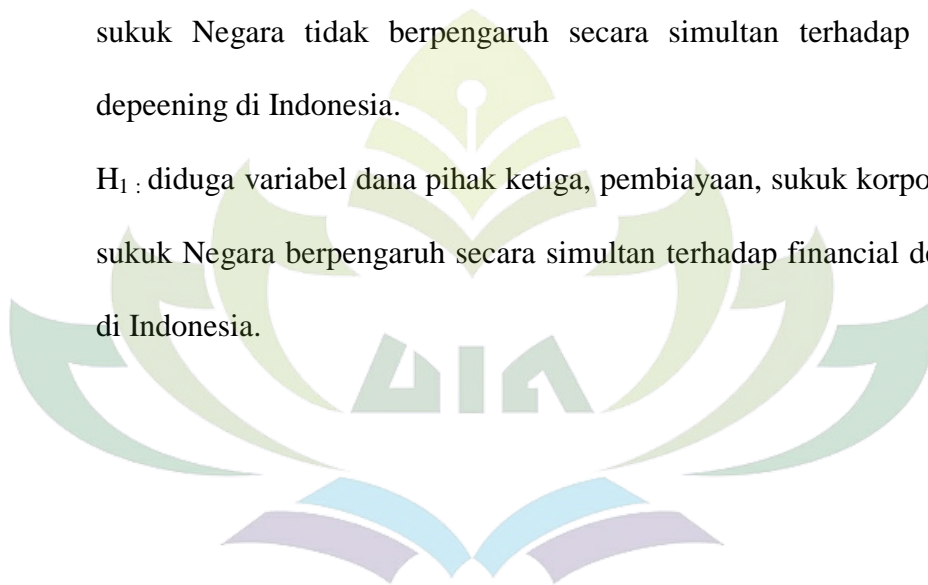 sukuk Negara tidak berpengaruh secara simultan terhadap
depeening di Indonesia.
H₁ : diduga variabel dana pihak ketiga, pembiayaan, sukuk korpo
sukuk Negara berpengaruh secara simultan terhadap financial de
di Indonesia.
UIN